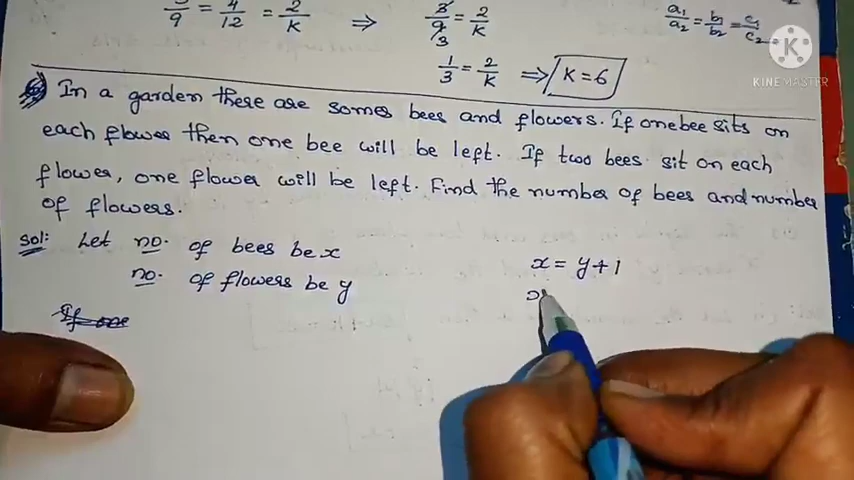 3/9 = 4/12 = 2/K ⇒ 3/9 = 2/K a1/a2 = b1/b2 = c1/c2
3
1/3 = 2/K ⇒ K = 6
K
KINEMASTER
In a garden there are somes bees and flowers. If one bee sits on
each flower then one bee will be left. If two bees sit on each
flower, one flower will be left. Find the number of bees and number
of flowers.
Sol: Let no. of bees be x
x = y + 1
no. of flowers be y
x
If one